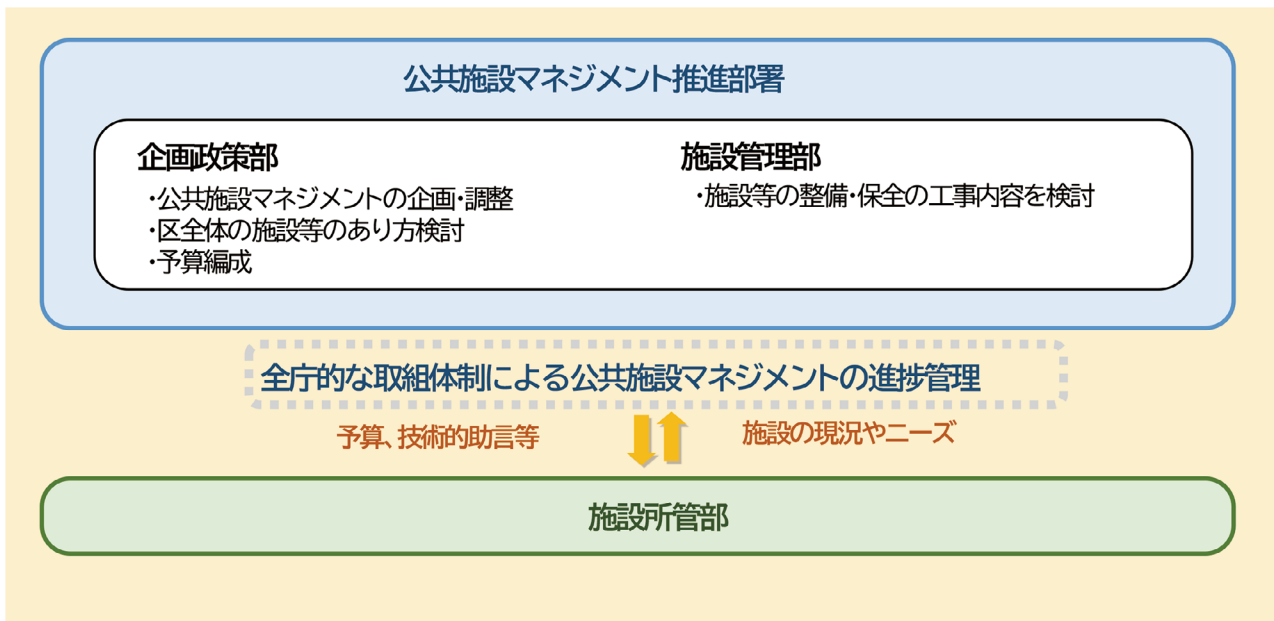 公共施設マネジメント推進部署
企画政策部
・公共施設マネジメントの企画・調整
・区全体の施設等のあり方検討
・予算編成
施設管理部
・施設等の整備・保全の工事内容を検討
全庁的な取組体制による公共施設マネジメントの進捗管理
予算、技術的助言等
施設の現況やニーズ
施設所管部